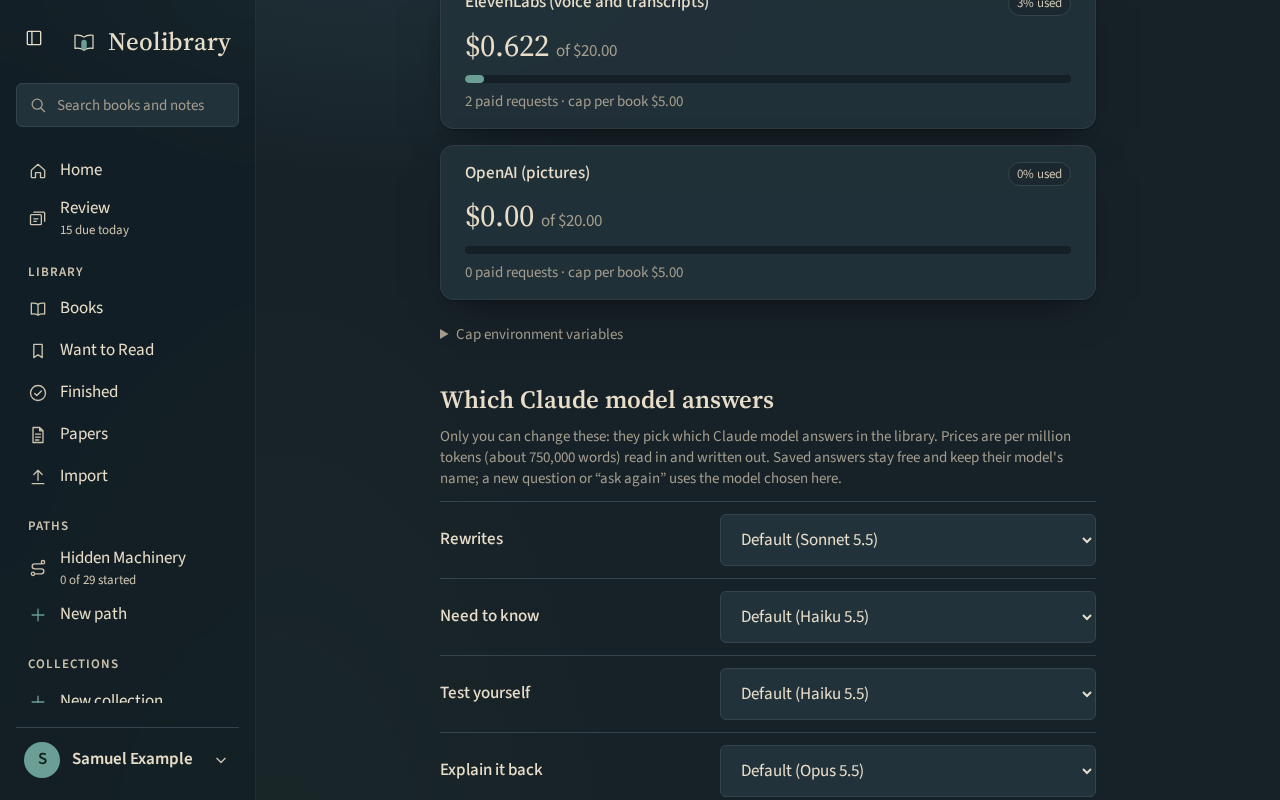 Neolibrary
Search books and notes
Home
Review
15 due today
LIBRARY
Books
Want to Read
Finished
Papers
Import
PATHS
Hidden Machinery
0 of 29 started
New path
COLLECTIONS
New collection
S
Samuel Example
ElevenLabs (voice and transcripts)
3% used
$0.622 of $20.00
2 paid requests · cap per book $5.00
OpenAI (pictures)
0% used
$0.00 of $20.00
0 paid requests · cap per book $5.00
Cap environment variables
Which Claude model answers
Only you can change these: they pick which Claude model answers in the library. Prices are per million
tokens (about 750,000 words) read in and written out. Saved answers stay free and keep their model's
name; a new question or “ask again” uses the model chosen here.
Rewrites
Default (Sonnet 5.5)
Need to know
Default (Haiku 5.5)
Test yourself
Default (Haiku 5.5)
Explain it back
Default (Opus 5.5)